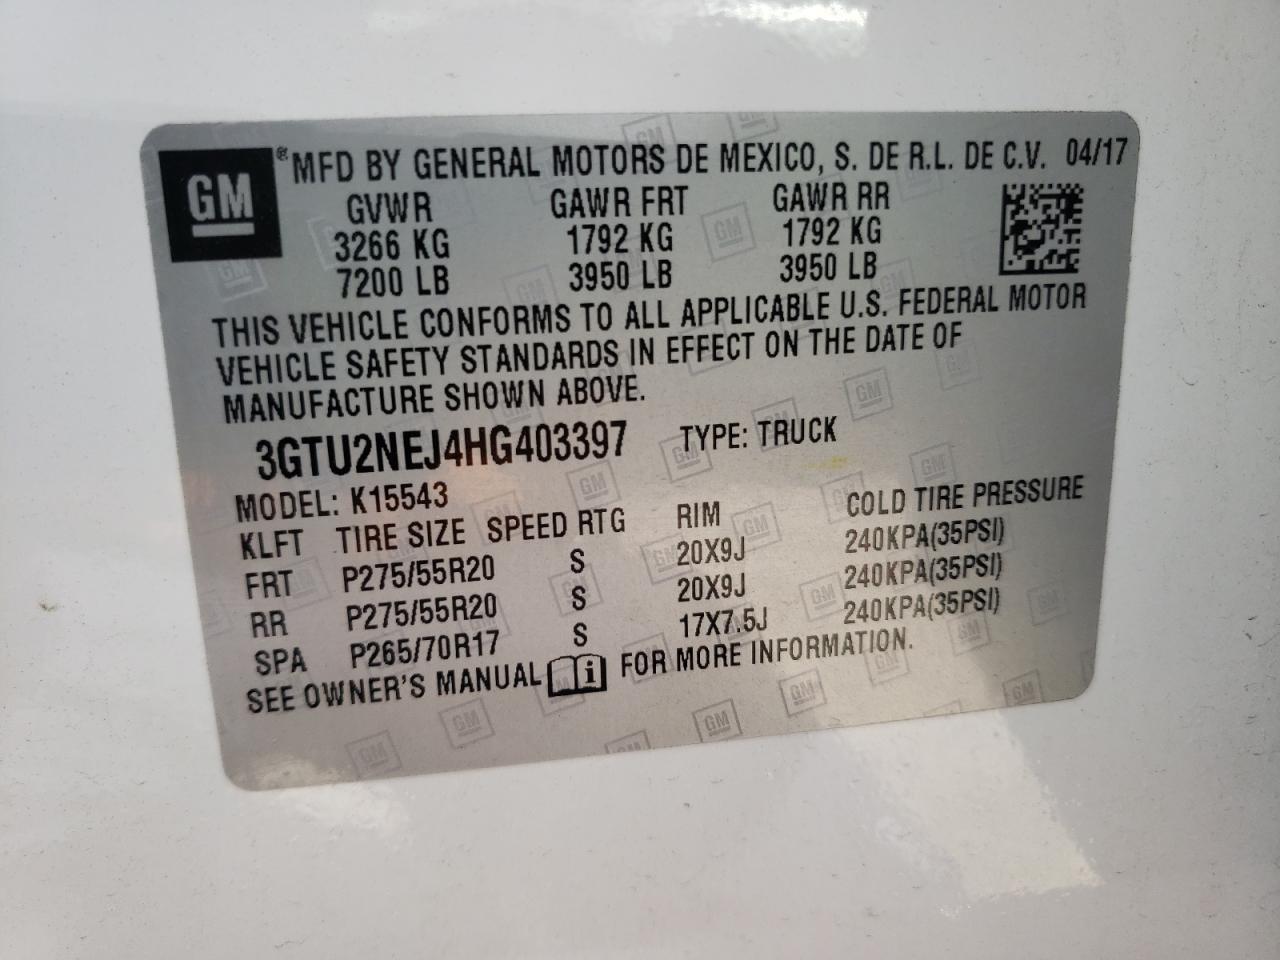 GM ® MFD BY GENERAL MOTORS DE MEXICO, S. DE R.L. DE C.V. 04/17
GVWR GAWR FRT GAWR RR
3266 KG 1792 KG 1792 KG
7200 LB 3950 LB 3950 LB
THIS VEHICLE CONFORMS TO ALL APPLICABLE U.S. FEDERAL MOTOR
VEHICLE SAFETY STANDARDS IN EFFECT ON THE DATE OF
MANUFACTURE SHOWN ABOVE.
3GTU2NEJ4HG403397 TYPE: TRUCK
MODEL: K15543
KLFT TIRE SIZE SPEED RTG RIM COLD TIRE PRESSURE
FRT P275/55R20 S 20X9J 240KPA(35PSI)
RR P275/55R20 S 20X9J 240KPA(35PSI)
SPA P265/70R17 S 17X7.5J 240KPA(35PSI)
SEE OWNER'S MANUAL i FOR MORE INFORMATION.